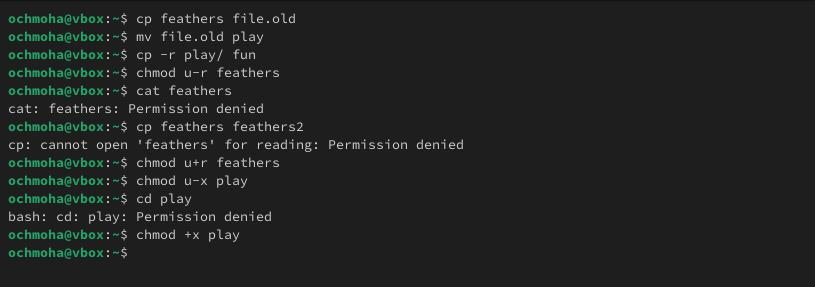 ochmoha@vbox:~$ cp feathers file.old
ochmoha@vbox:~$ mv file.old play
ochmoha@vbox:~$ cp -r play/ fun
ochmoha@vbox:~$ chmod u-r feathers
ochmoha@vbox:~$ cat feathers
cat: feathers: Permission denied
ochmoha@vbox:~$ cp feathers feathers2
cp: cannot open 'feathers' for reading: Permission denied
ochmoha@vbox:~$ chmod u+r feathers
ochmoha@vbox:~$ chmod u-x play
ochmoha@vbox:~$ cd play
bash: cd: play: Permission denied
ochmoha@vbox:~$ chmod +x play
ochmoha@vbox:~$